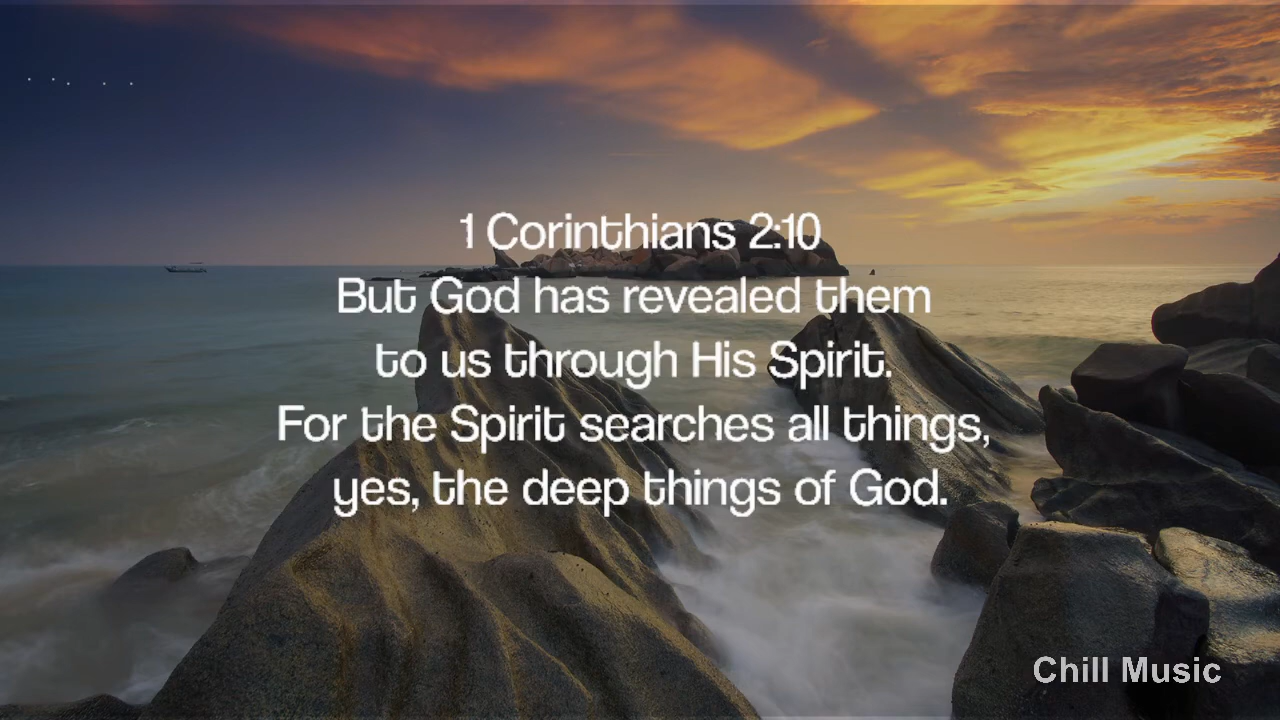 1 Corinthians 2:10
But God has revealed them
to us through His Spirit.
For the Spirit searches all things,
yes, the deep things of God.
Chill Music